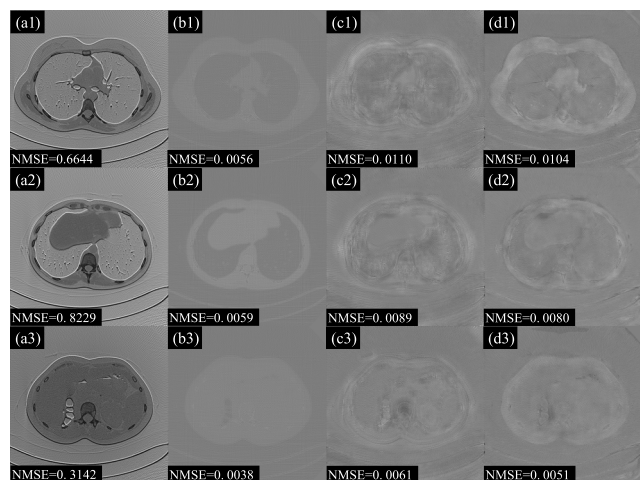 (a1) (b1) (c1) (d1)
NMSE=0.6644 NMSE=0. 0056 NMSE=0. 0110 NMSE=0. 0104
(a2) (b2) (c2) (d2)
NMSE=0. 8229 NMSE=0. 0059 NMSE=0. 0089 NMSE=0. 0080
(a3) (b3) (c3) (d3)
NMSE=0. 3142 NMSE=0. 0038 NMSE=0. 0061 NMSE=0. 0051